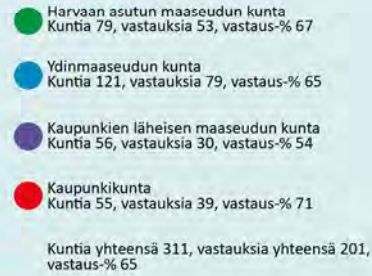 Harvaan asutun maaseudun kunta
Kuntia 79, vastauksia 53, vastaus-% 67
Ydinmaaseudun kunta
Kuntia 121, vastauksia 79, vastaus-% 65
Kaupunkien läheisen maaseudun kunta
Kuntia 56, vastauksia 30, vastaus-% 54
Kaupunkikunta
Kuntia 55, vastauksia 39, vastaus-% 71
Kuntia yhteensä 311, vastauksia yhteensä 201,
vastaus-% 65